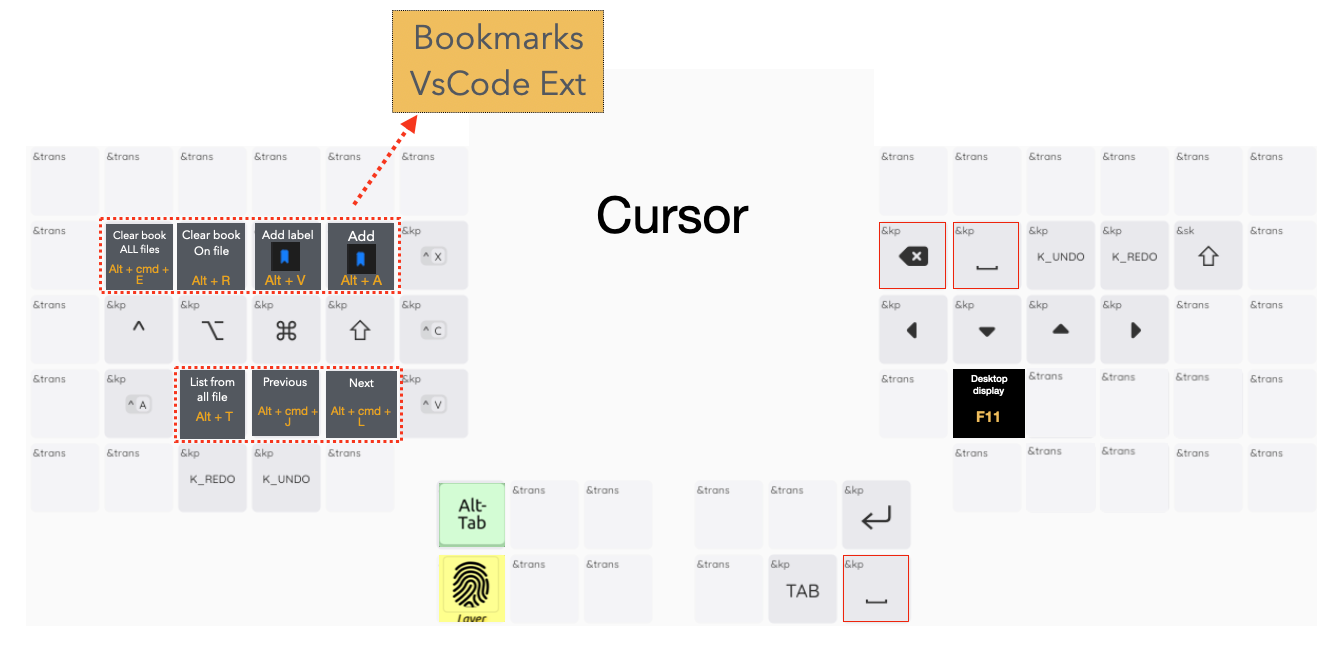 Bookmarks
VsCode Ext
Cursor
&trans &trans &trans &trans &trans &trans
&trans &trans &trans &trans &trans &trans
&trans
Clear book
ALL files
Alt + cmd +
E
Clear book
On file
Alt + R
Add label
Alt + V
Add
Alt + A
&kp
^ X
&kp
&kp
&kp
K_UNDO
&kp
K_REDO
&sk
⇧
&trans
&trans
&kp
^
&kp
⌥
&kp
⌘
&kp
⇧
&kp
^ C
&kp
&kp
&kp
&kp
&trans
&trans
&trans
&kp
^ A
List from
all file
Alt + T
Previous
Alt + cmd +
J
Next
Alt + cmd +
L
&kp
^ V
&trans
Desktop
display
F11
&trans
&trans
&trans
&trans
&trans
&trans
&kp
K_REDO
&kp
K_UNDO
&trans
&trans
&trans
&trans
&trans
&trans
Alt-
Tab
&trans
&trans
&trans
&trans
&kp
Layer
&trans
&trans
&trans
&kp
TAB
&kp